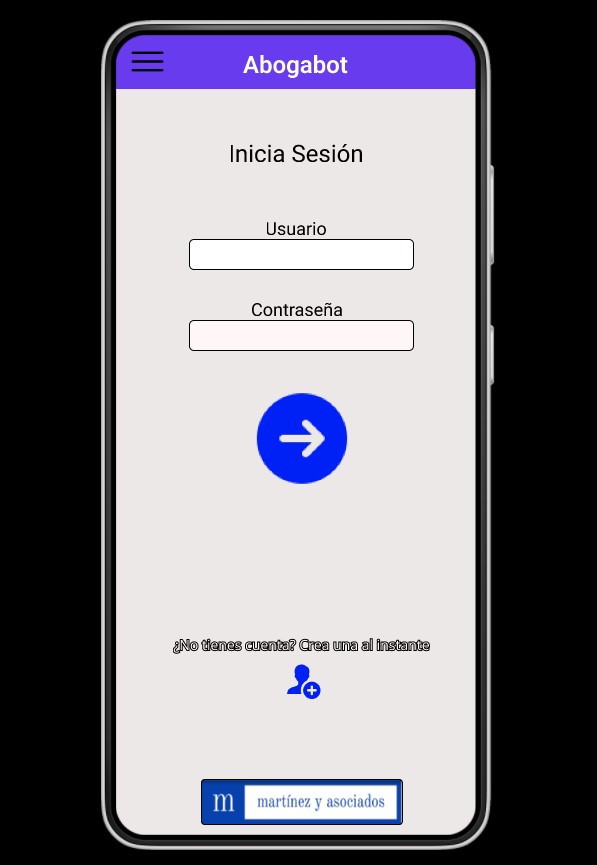 Abogabot
Inicia Sesión
Usuario
Contraseña
¿No tienes cuenta? Crea una al instante
m martínez y asociados